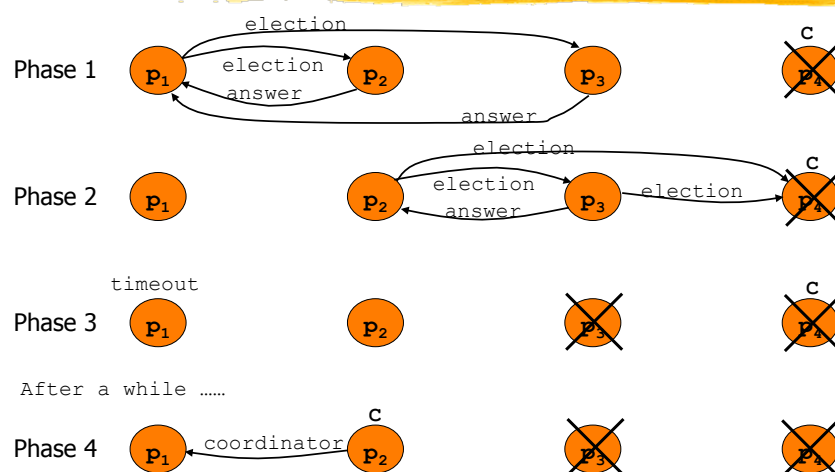 election
C
Phase 1 p₁ election p₂ p₃ p₄
answer
answer
election
C
Phase 2 p₁ p₂ election p₃ election p₄
answer
timeout
C
Phase 3 p₁ p₂ p₃ p₄
After a while ……
C
Phase 4 p₁ coordinator p₂ p₃ p₄